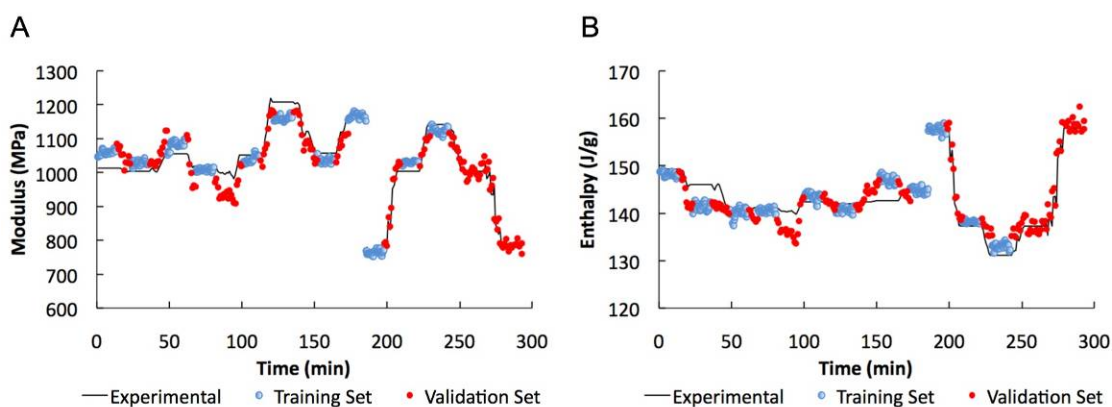 A
B
Modulus (MPa)
1300
1200
1100
1000
900
800
700
600
0 50 100 150 200 250 300
Time (min)
Experimental Training Set Validation Set
Enthalpy (J/g)
170
160
150
140
130
120
0 50 100 150 200 250 300
Time (min)
Experimental Training Set Validation Set